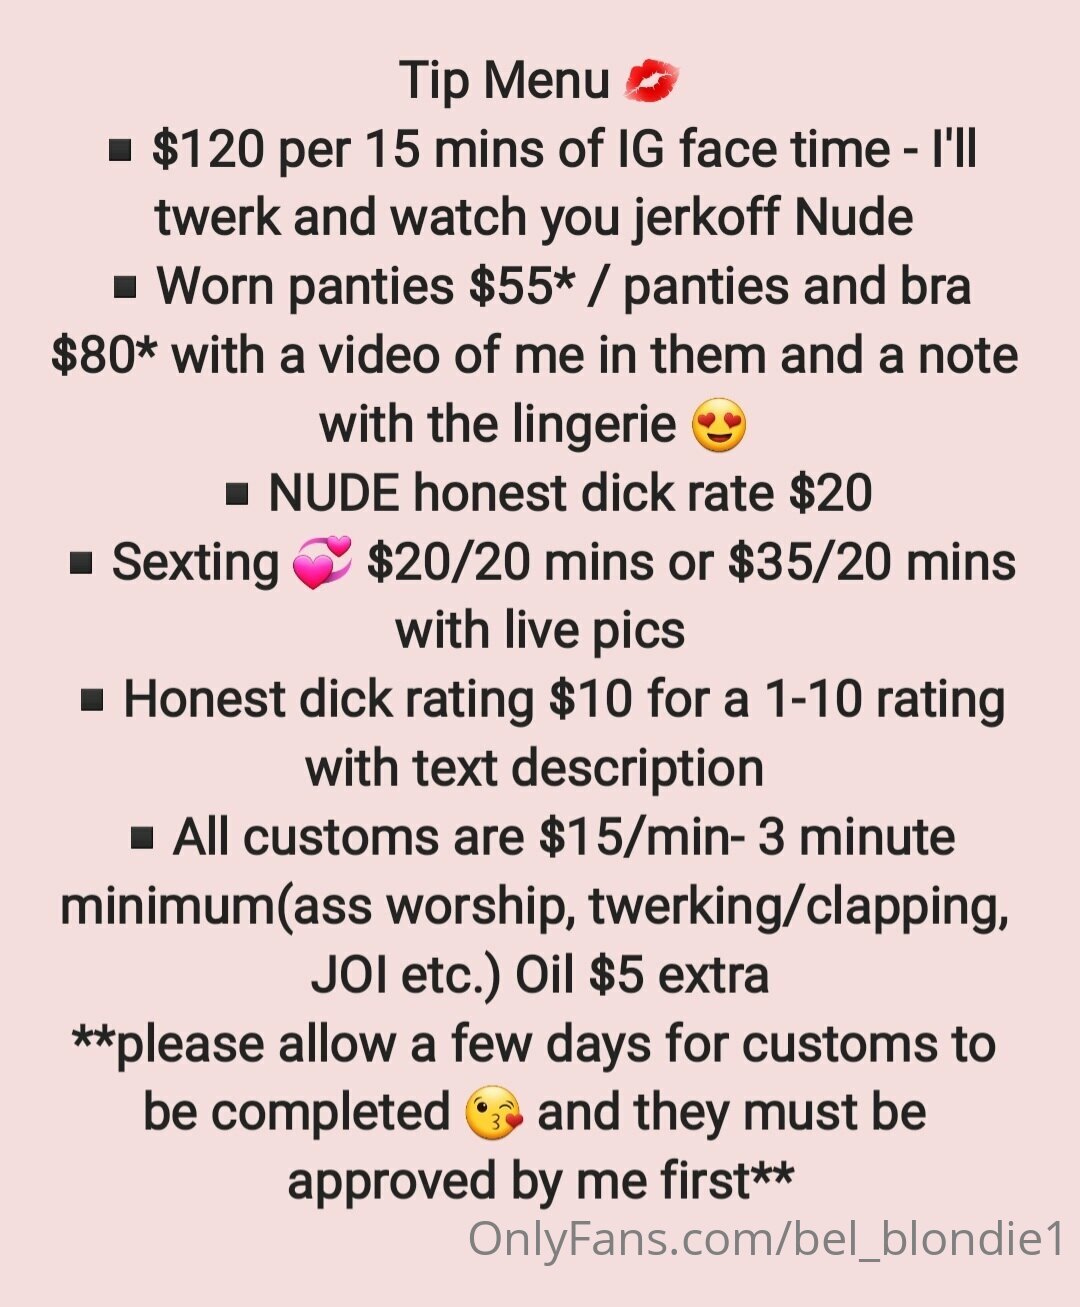 Tip Menu 💋
▪️ $120 per 15 mins of IG face time - I'll
twerk and watch you jerkoff Nude
▪️ Worn panties $55* / panties and bra
$80* with a video of me in them and a note
with the lingerie 😍
▪️ NUDE honest dick rate $20
▪️ Sexting 💞 $20/20 mins or $35/20 mins
with live pics
▪️ Honest dick rating $10 for a 1-10 rating
with text description
▪️ All customs are $15/min- 3 minute
minimum(ass worship, twerking/clapping,
JOI etc.) Oil $5 extra
**please allow a few days for customs to
be completed 😘 and they must be
approved by me first**
OnlyFans.com/bel_blondie1